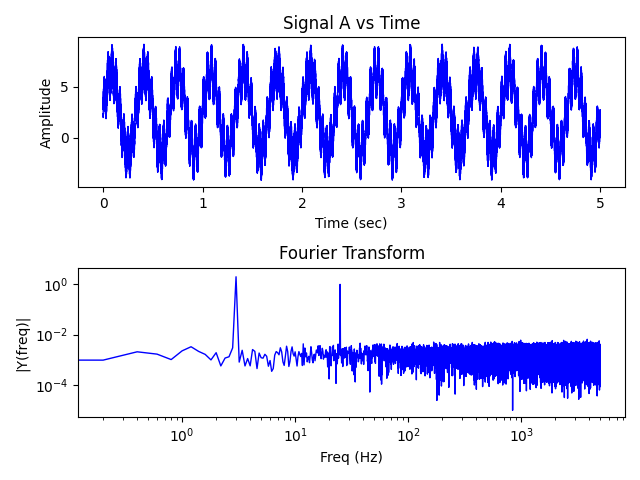 Signal A vs Time
Amplitude
5
0
0 1 2 3 4 5
Time (sec)
Fourier Transform
|Y(freq)|
10⁰
10⁻²
10⁻⁴
10⁰ 10¹ 10² 10³
Freq (Hz)